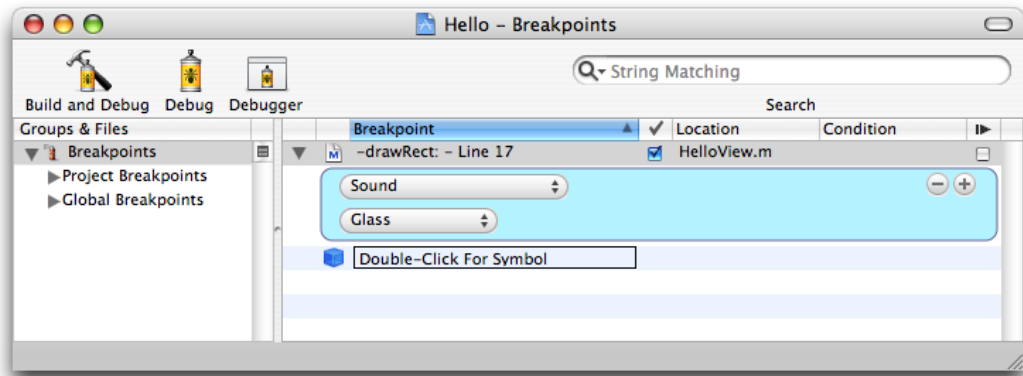 Hello – Breakpoints
String Matching
Build and Debug Debug Debugger Search
Groups & Files Breakpoint Location Condition
Breakpoints -drawRect: - Line 17 HelloView.m
Project Breakpoints Sound
Global Breakpoints
Glass
Double-Click For Symbol